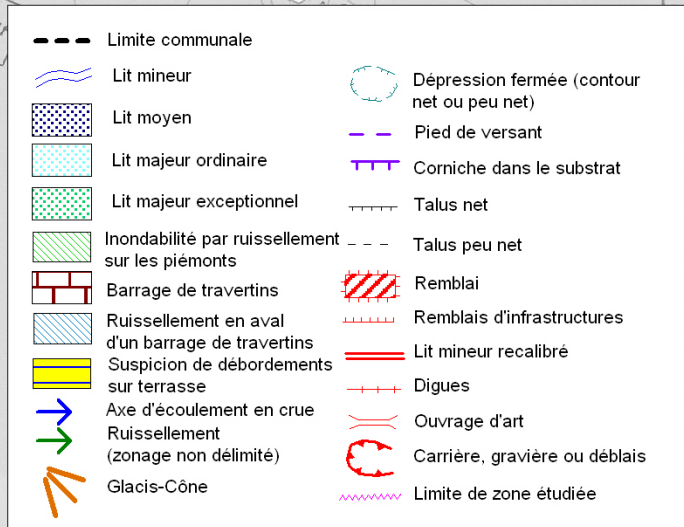 Limite communale
Lit mineur
Lit moyen
Lit majeur ordinaire
Lit majeur exceptionnel
Inondabilité par ruissellement
sur les piémonts
Barrage de travertins
Ruissellement en aval
d'un barrage de travertins
Suspicion de débordements
sur terrasse
Axe d'écoulement en crue
Ruissellement
(zonage non délimité)
Glacis-Cône
Dépression fermée (contour
net ou peu net)
Pied de versant
Corniche dans le substrat
Talus net
Talus peu net
Remblai
Remblais d'infrastructures
Lit mineur recalibré
Digues
Ouvrage d'art
Carrière, gravière ou déblais
Limite de zone étudiée